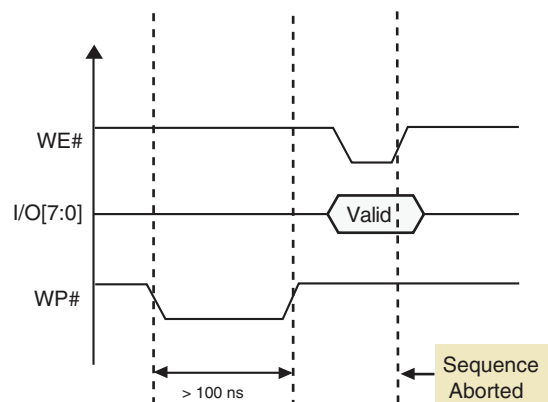 WE#
I/O[7:0]
Valid
WP#
> 100 ns
Sequence
Aborted